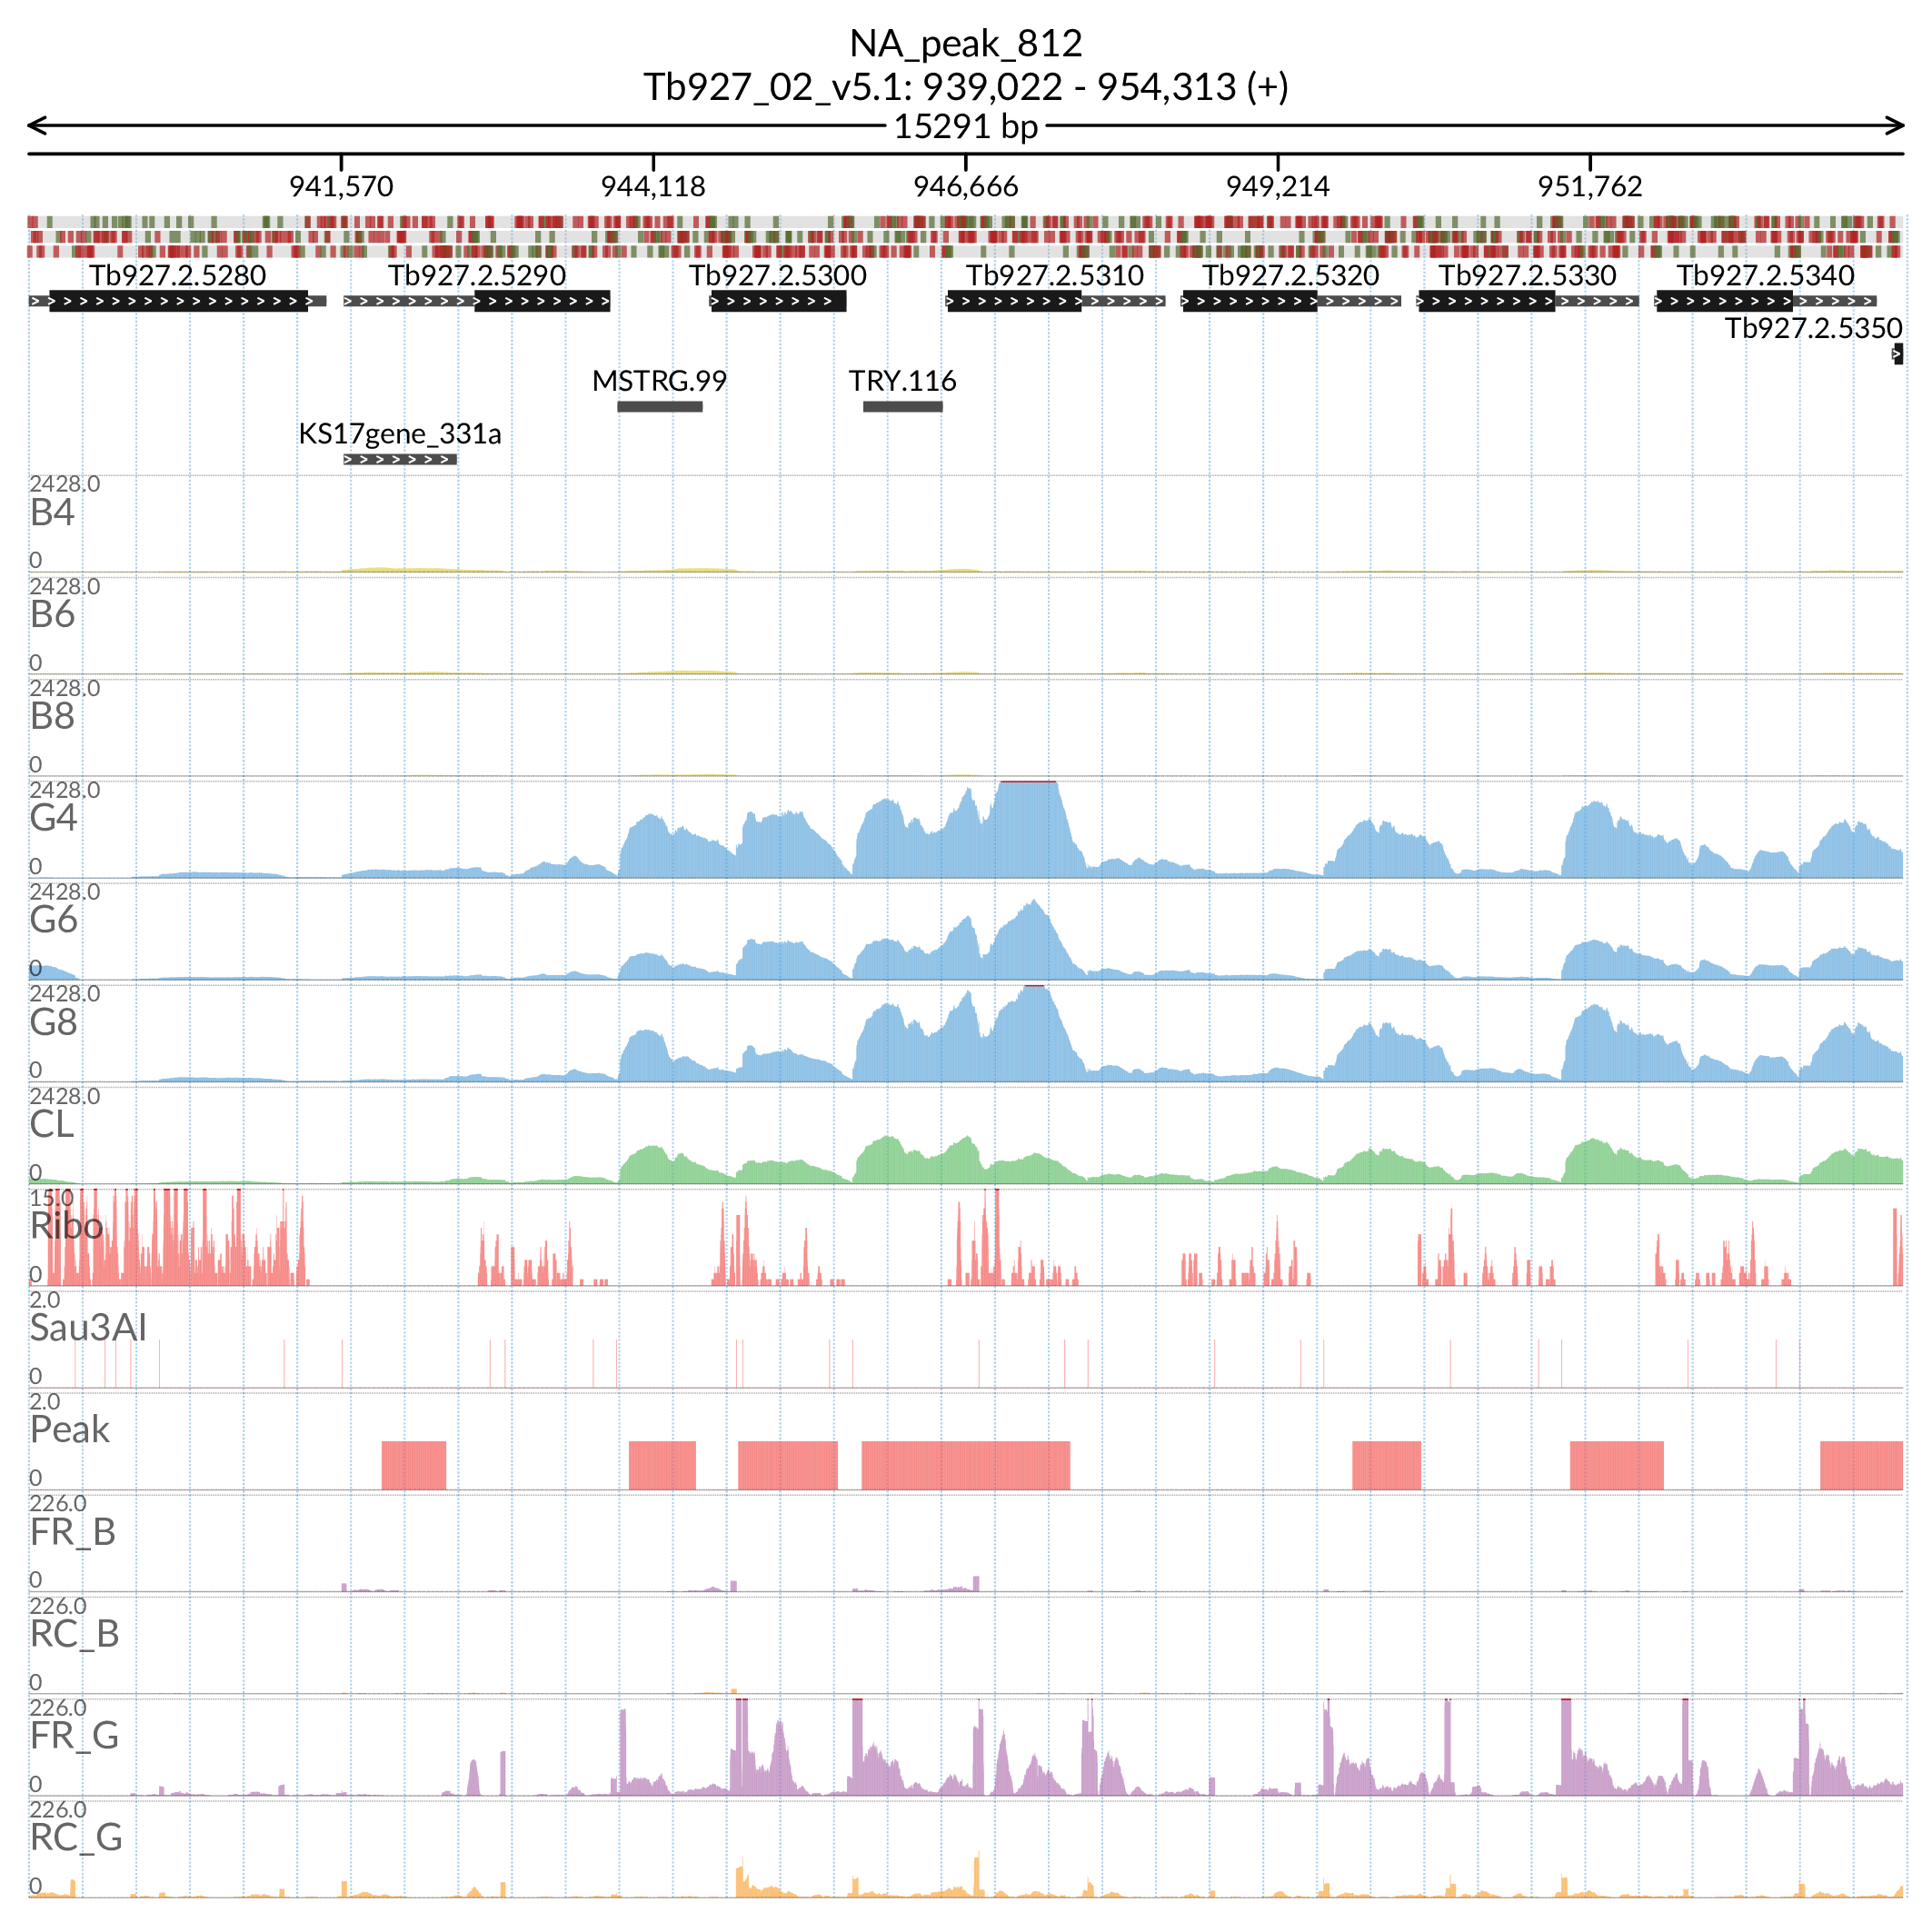 NA_peak_812
Tb927_02_v5.1: 939,022 - 954,313 (+)
15291 bp
941,570 944,118 946,666 949,214 951,762
Tb927.2.5280 Tb927.2.5290 Tb927.2.5300 Tb927.2.5310 Tb927.2.5320 Tb927.2.5330 Tb927.2.5340
Tb927.2.5350
MSTRG.99 TRY.116
KS17gene_331a
2428.0
B4
0
2428.0
B6
0
2428.0
B8
0
2428.0
G4
0
2428.0
G6
0
2428.0
G8
0
2428.0
CL
0
15.0
Ribo
0
2.0
Sau3AI
0
2.0
Peak
0
226.0
FR_B
0
226.0
RC_B
0
226.0
FR_G
0
226.0
RC_G
0